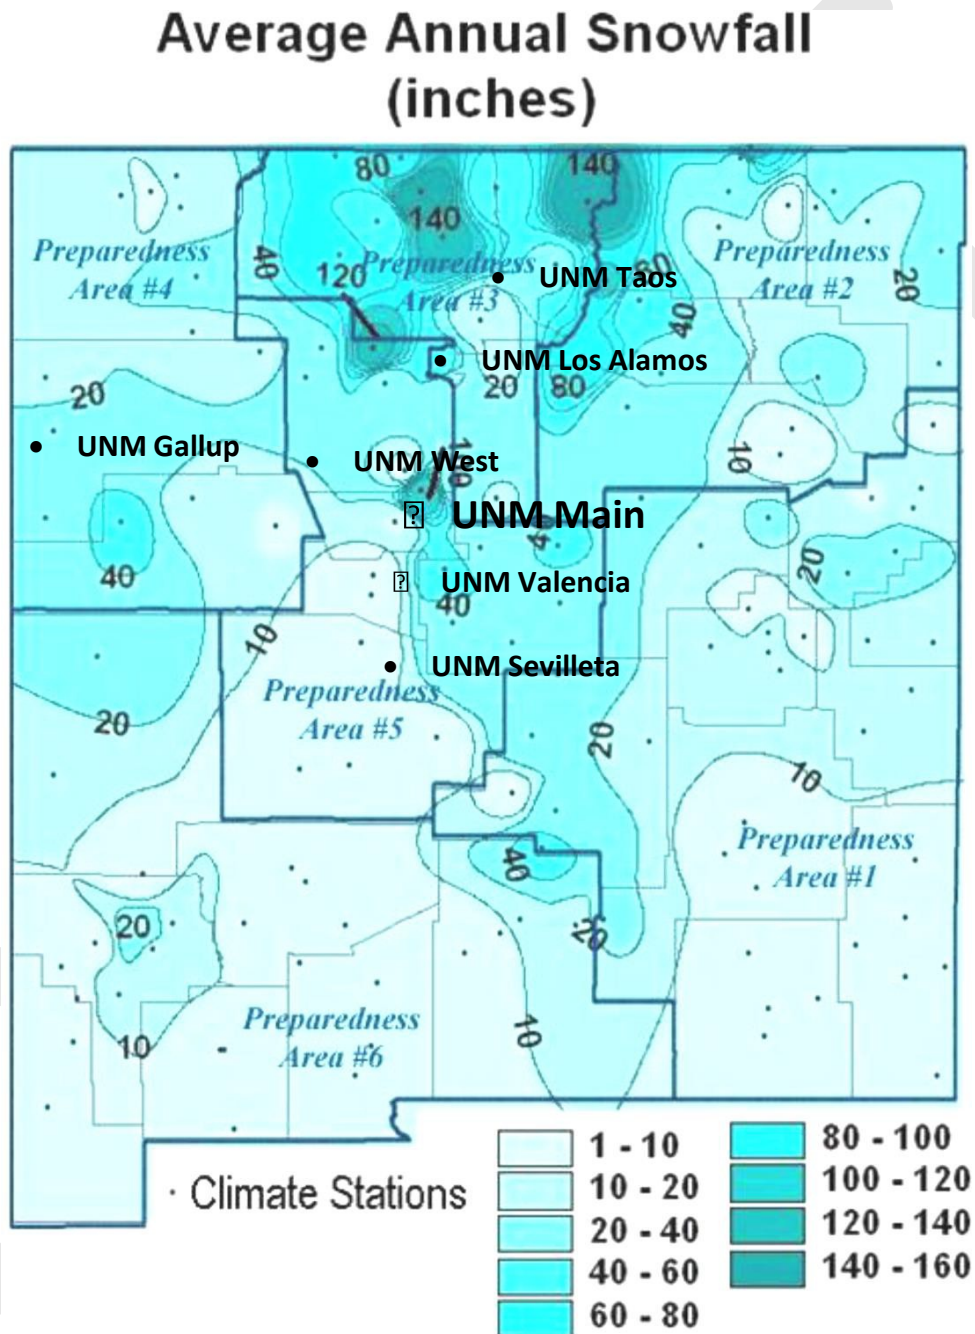 Average Annual Snowfall
(inches)
80
140
140
Preparedness
Area #4
40
120
Preparedness
Area #3
UNM Taos
60
Preparedness
Area #2
20
40
UNM Los Alamos
20
20
80
UNM Gallup
UNM West
100
10
UNM Main
40
20
40
UNM Valencia
40
10
UNM Sevilleta
Preparedness
Area #5
20
20
10
Preparedness
Area #1
40
20
20
Preparedness
Area #6
10
10
Climate Stations
1 - 10
10 - 20
20 - 40
40 - 60
60 - 80
80 - 100
100 - 120
120 - 140
140 - 160